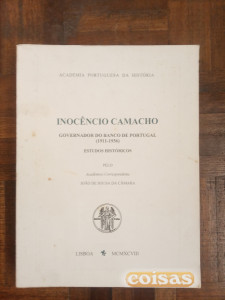 ACADEMIA PORTUGUESA DA HISTÓRIA
INOCÊNCIO CAMACHO
GOVERNADOR DO BANCO DE PORTUGAL
(1911-1936)
ESTUDOS HISTÓRICOS
Pelo
Académico Correspondente
LISBOA
MCMXCVIII
coisas